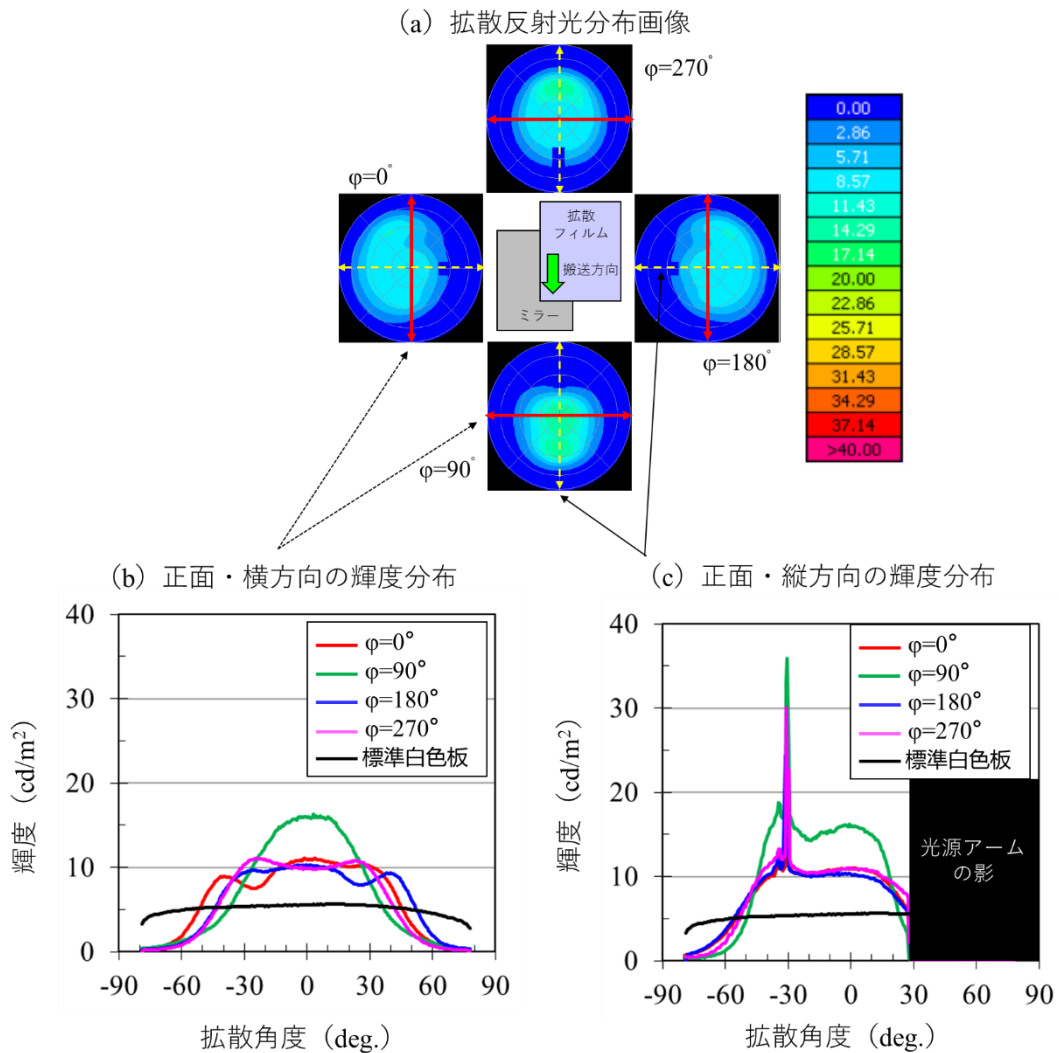 (a) 拡散反射光分布画像
φ=270°
φ=0°
拡散
フィルム
搬送方向
ミラー
φ=180°
φ=90°
0.00
2.86
5.71
8.57
11.43
14.29
17.14
20.00
22.86
25.71
28.57
31.43
34.29
37.14
>40.00
(b) 正面・横方向の輝度分布
40
30
20
10
0
輝度 (cd/m²)
φ=0°
φ=90°
φ=180°
φ=270°
標準白色板
-90 -60 -30 0 30 60 90
拡散角度 (deg.)
(c) 正面・縦方向の輝度分布
40
30
20
10
0
輝度 (cd/m²)
φ=0°
φ=90°
φ=180°
φ=270°
標準白色板
光源アーム
の影
-90 -60 -30 0 30 60 90
拡散角度 (deg.)